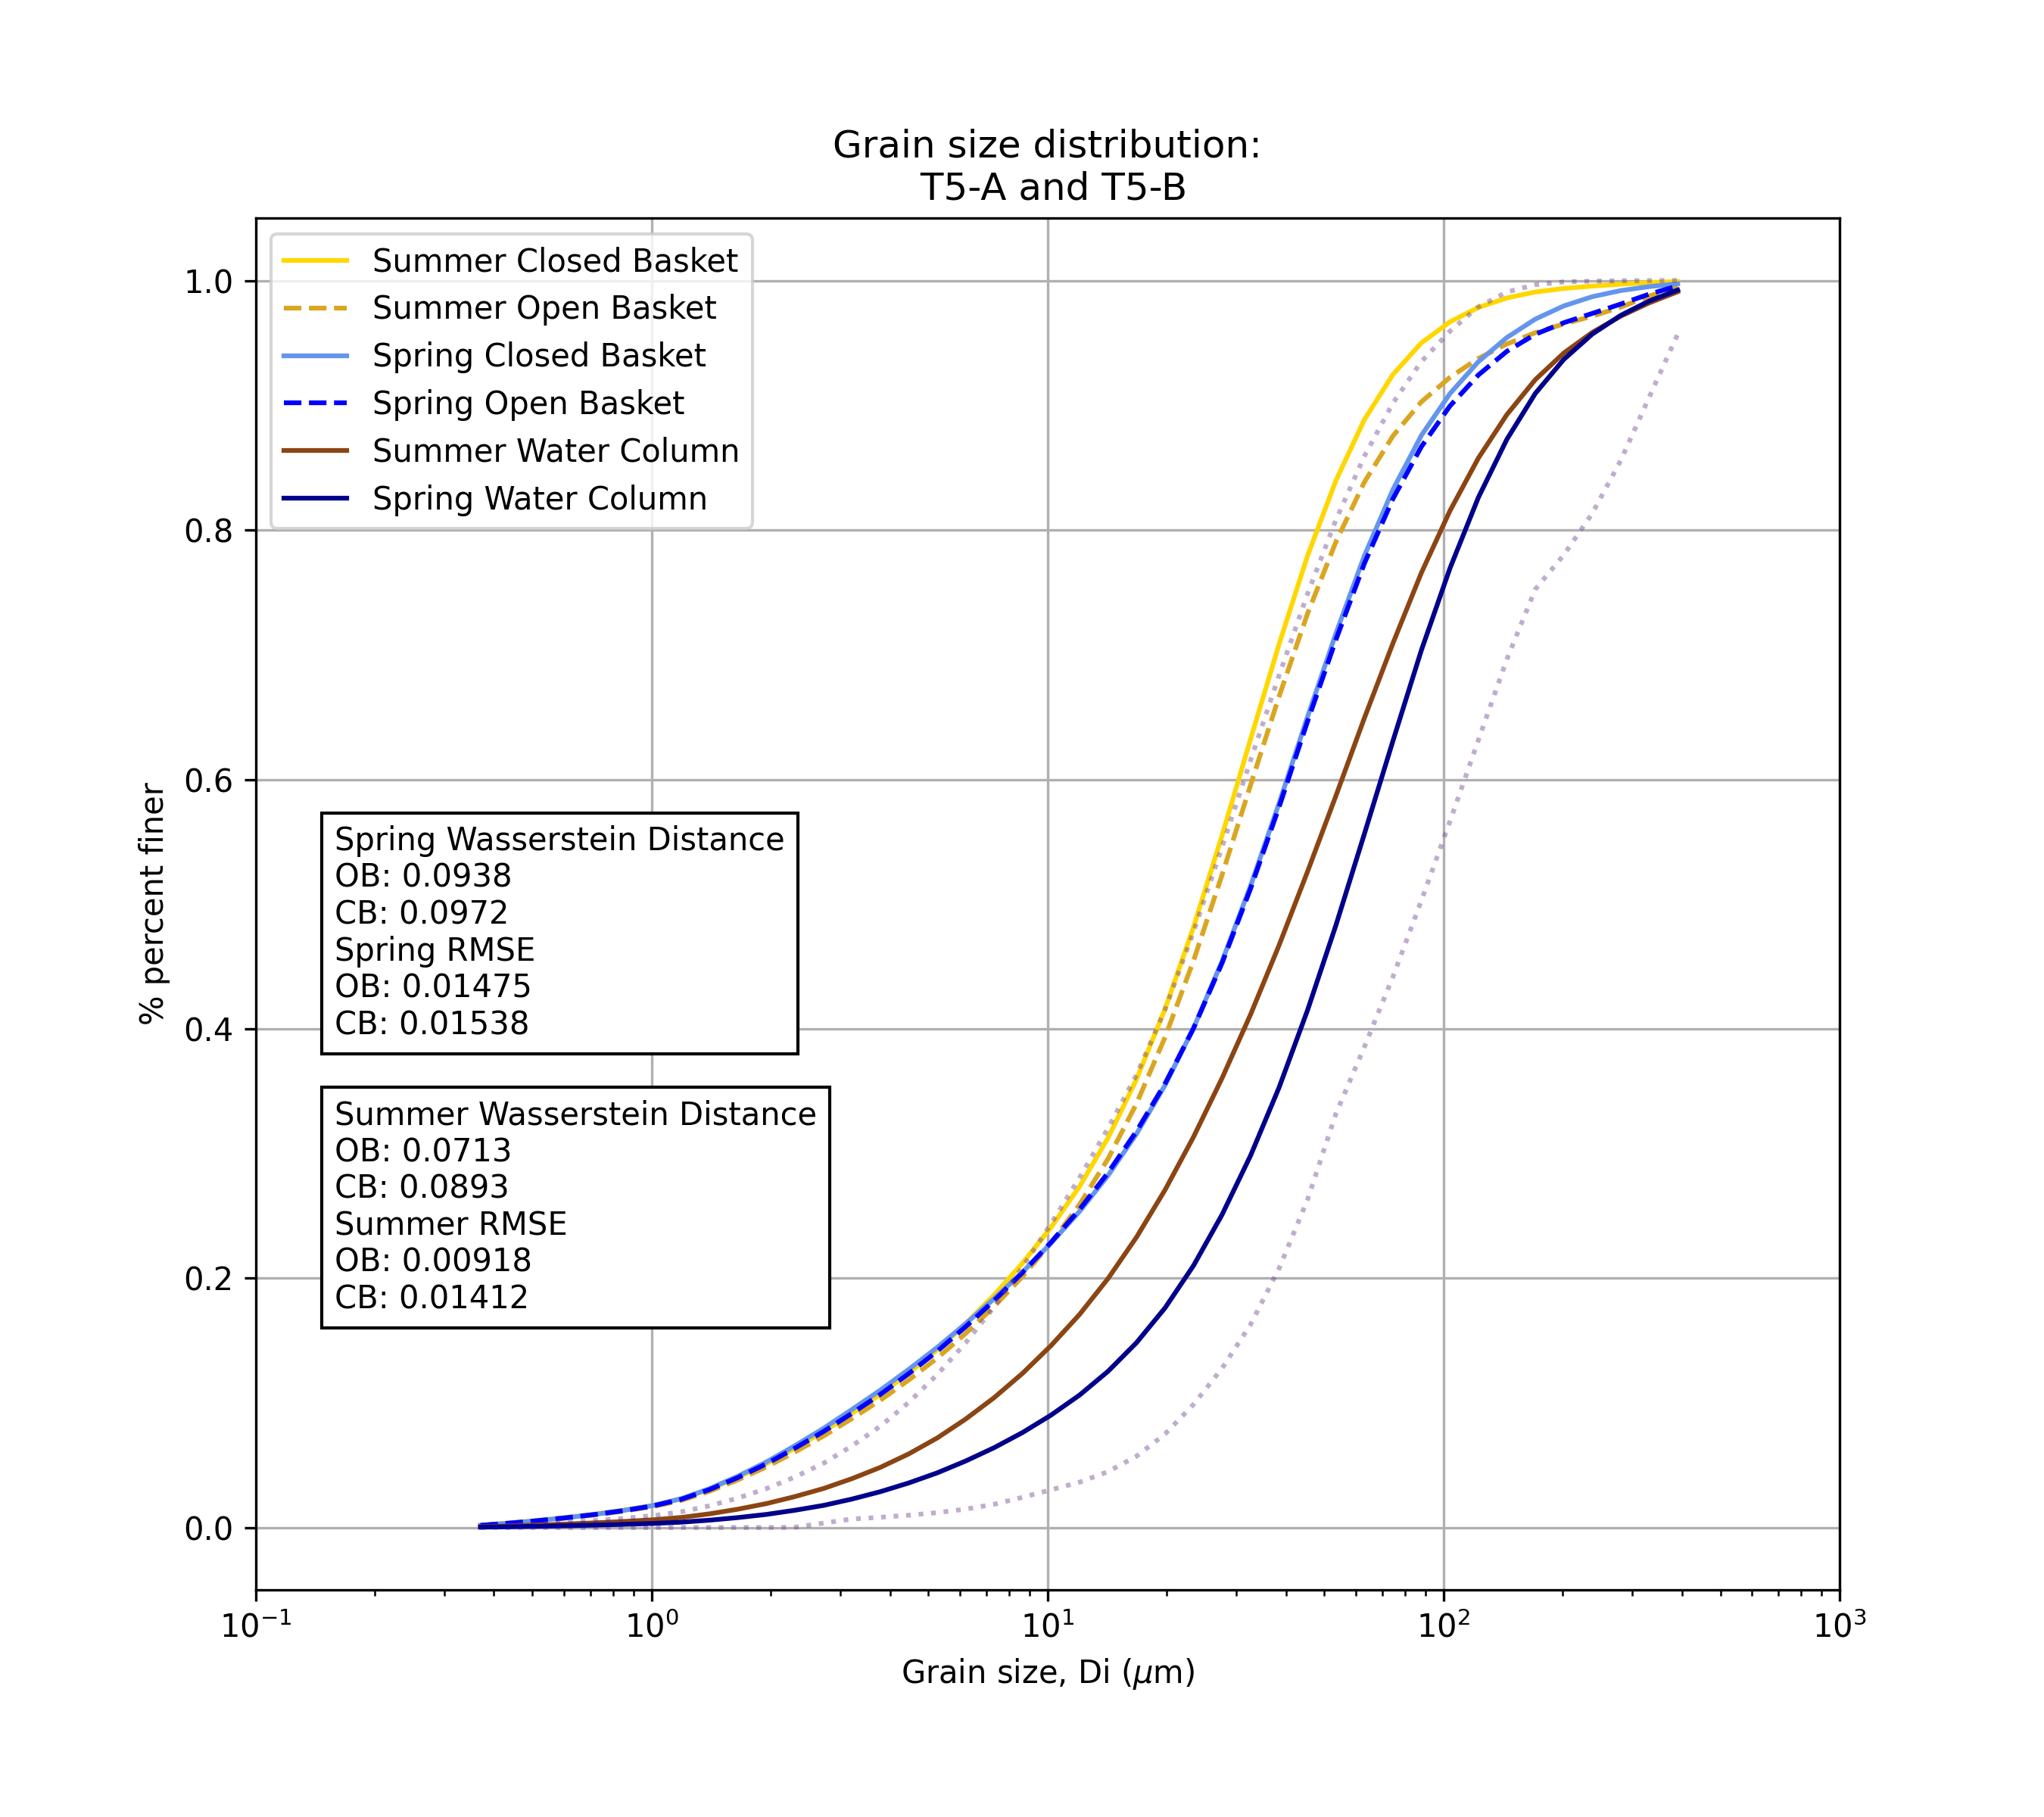 Grain size distribution:
T5-A and T5-B
Summer Closed Basket
Summer Open Basket
Spring Closed Basket
Spring Open Basket
Summer Water Column
Spring Water Column
1.0
0.8
0.6
0.4
0.2
0.0
% percent finer
Spring Wasserstein Distance
OB: 0.0938
CB: 0.0972
Spring RMSE
OB: 0.01475
CB: 0.01538
Summer Wasserstein Distance
OB: 0.0713
CB: 0.0893
Summer RMSE
OB: 0.00918
CB: 0.01412
10⁻¹ 10⁰ 10¹ 10² 10³
Grain size, Di (μm)